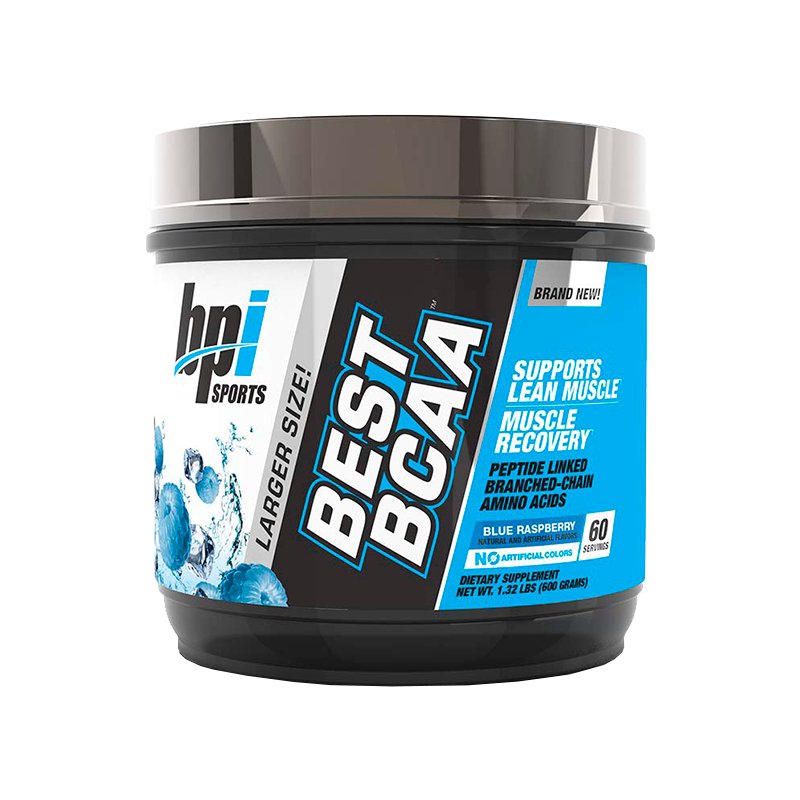 bpi
SPORTS
LARGER SIZE!
BEST
BCAA™
BRAND NEW!
SUPPORTS
LEAN MUSCLE
MUSCLE
RECOVERY
PEPTIDE LINKED
BRANCHED-CHAIN
AMINO ACIDS
BLUE RASPBERRY
NATURAL AND ARTIFICIAL FLAVORS
NO ARTIFICIAL COLORS
60
SERVINGS
DIETARY SUPPLEMENT
NET WT. 1.32 LBS (600 GRAMS)